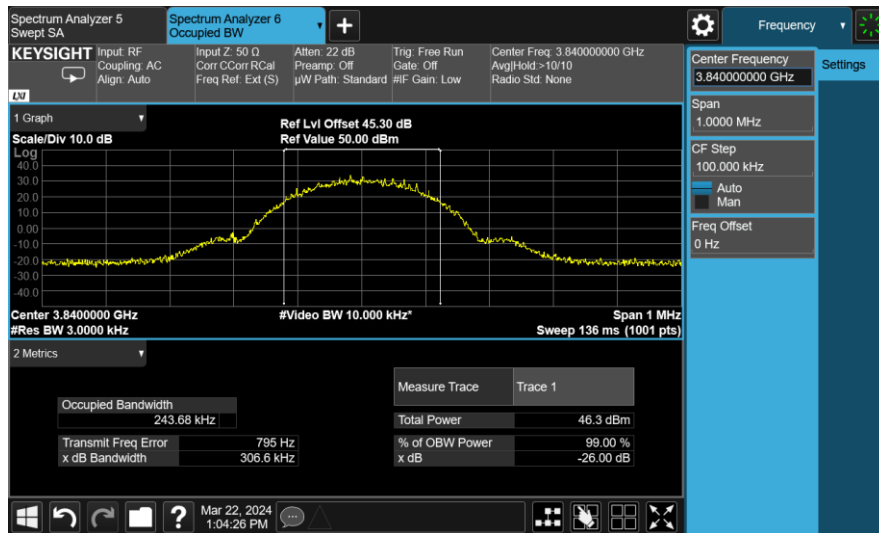 Spectrum Analyzer 5
Swept SA
Spectrum Analyzer 6
Occupied BW
+
Frequency
KEYSIGHT
LXI
Input: RF
Coupling: AC
Align: Auto
Input Z: 50 Ω
Corr CCorr RCal
Freq Ref: Ext (S)
Atten: 22 dB
Preamp: Off
µW Path: Standard
Trig: Free Run
Gate: Off
#IF Gain: Low
Center Freq: 3.840000000 GHz
Avg|Hold:>10/10
Radio Std: None
1 Graph
Scale/Div 10.0 dB
Ref Lvl Offset 45.30 dB
Ref Value 50.00 dBm
Log
40.0
30.0
20.0
10.0
0.00
-10.0
-20.0
-30.0
-40.0
Center 3.8400000 GHz
#Res BW 3.0000 kHz
#Video BW 10.000 kHz*
Span 1 MHz
Sweep 136 ms (1001 pts)
2 Metrics
Measure Trace
Trace 1
Occupied Bandwidth
243.68 kHz
Total Power
46.3 dBm
Transmit Freq Error
795 Hz
% of OBW Power
99.00 %
x dB Bandwidth
306.6 kHz
x dB
-26.00 dB
?
Mar 22, 2024
1:04:26 PM
Center Frequency
3.840000000 GHz
Settings
Span
1.0000 MHz
CF Step
100.000 kHz
Auto
Man
Freq Offset
0 Hz